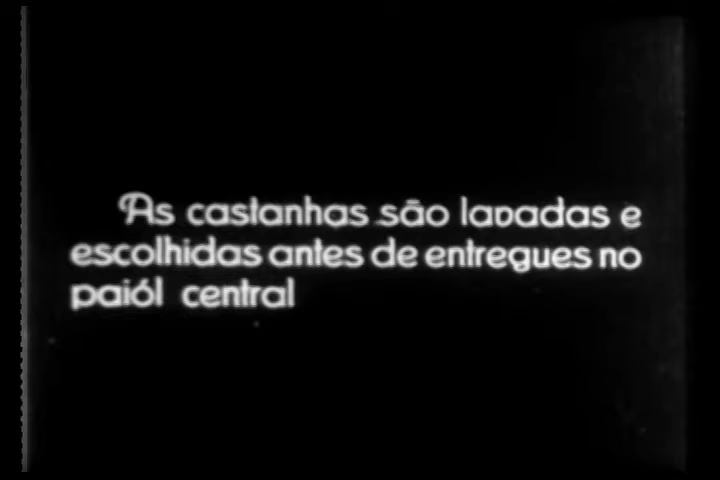 As castanhas são lavadas e
escolhidas antes de entregues no
paiól central